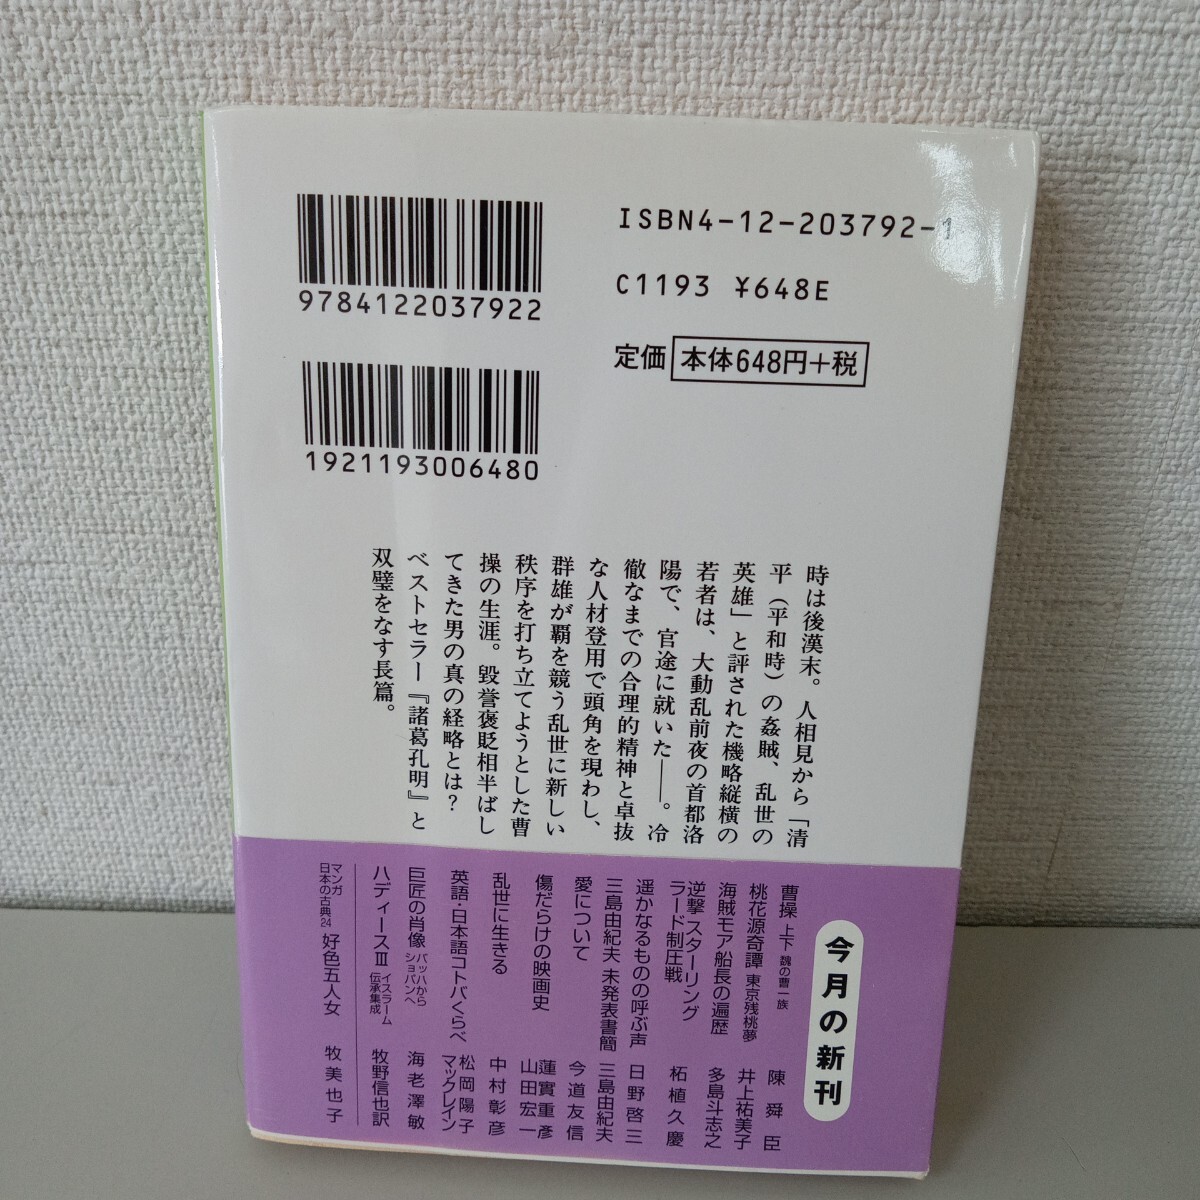 9784122037922
1921193006480
ISBN4-12-203792-1
C1193 ¥648E
定価 本体648円+税
時は後漢末。人相見から「清
平（平和時）の姦賊、乱世の
英雄」と評された機略縦横の
若者は、大動乱前夜の首都洛
陽で、官途に就いた――。冷
徹なまでの合理的精神と卓抜
な人材登用で頭角を現わし、
群雄が覇を競う乱世に新しい
秩序を打ち立てようとした曹
操の生涯。毀誉褒貶相半ばし
てきた男の真の経略とは？
ベストセラー『諸葛孔明』と
双璧をなす長篇。
今月の新刊
曹操 上下 魏の曹一族 陳舜臣
桃花源奇譚 東京残桃夢 井上祐美子
海賊モア船長の遍歴 多島斗志之
逆撃 スターリング
ラード制圧戦 柘植久慶
遥かなるものの呼ぶ声 日野啓三
三島由紀夫 未発表書簡 三島由紀夫
愛について 今道友信
傷だらけの映画史 蓮實重彥
山田宏一
乱世に生きる 中村彰彦
英語・日本語コトバくらべ 松岡陽子
マックレイン
巨匠の肖像 バッハから
ショパンへ 海老澤敏
ハディースⅢ イスラーム
伝承集成 牧野信也訳
マンガ
日本の古典24 好色五人女 牧美也子